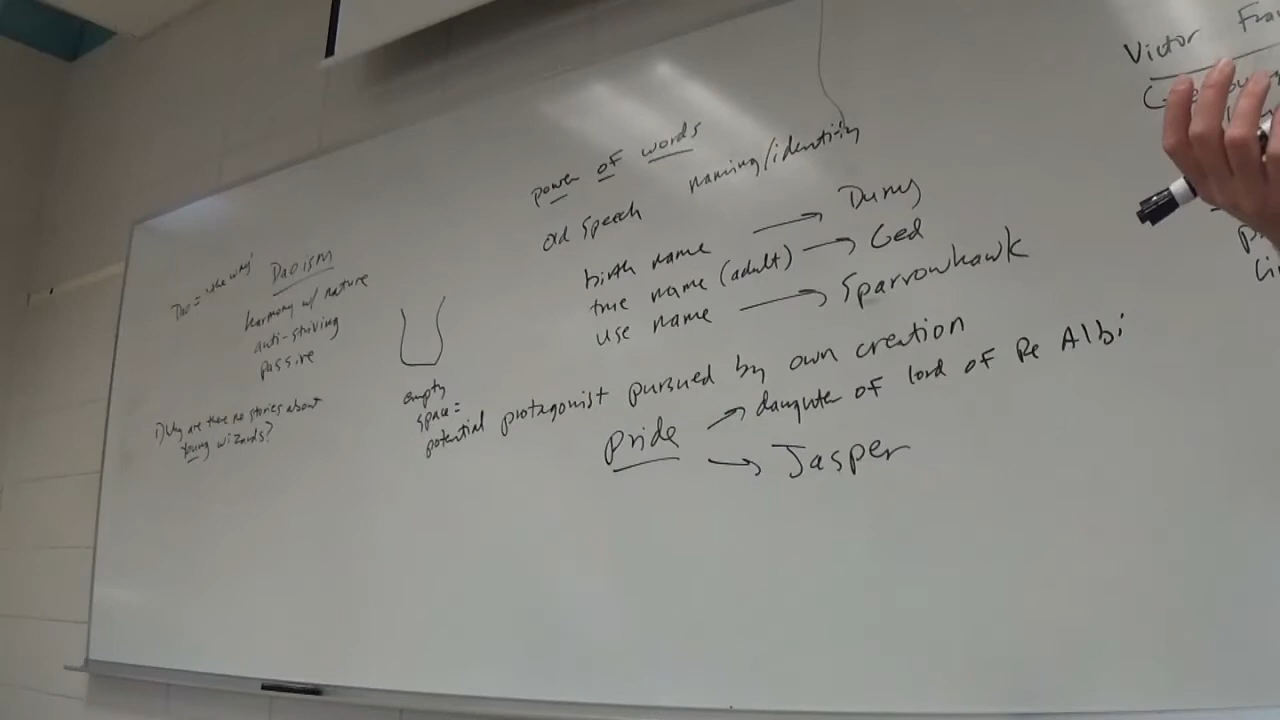 Tao = 'the way'
Daoism
harmony w/ nature
anti-striving
passive
1) Why are there no stories about
young wizards?
empty
space =
potential
power of words
old speech
naming/identity
birth name → Duny
true name (adult) → Ged
use name → Sparrowhawk
protagonist pursued by own creation
pride → daughter of lord of Re Albi
→ Jasper
Victor